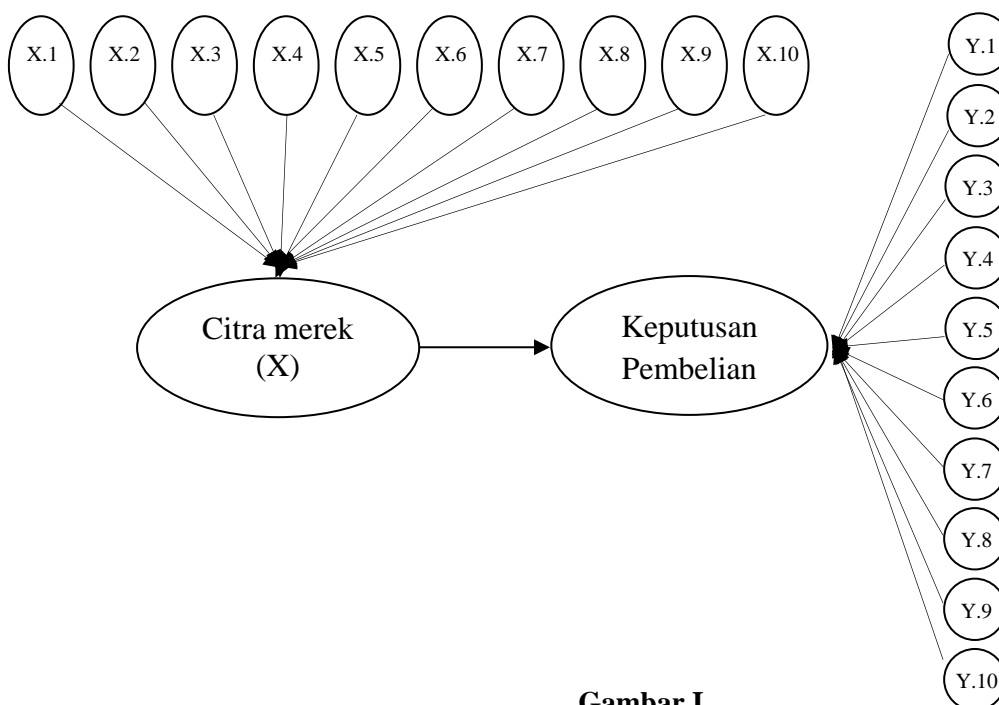 X.1 X.2 X.3 X.4 X.5 X.6 X.7 X.8 X.9 X.10
Y.1
Y.2
Y.3
Y.4
Y.5
Y.6
Y.7
Y.8
Y.9
Y.10
Citra merek
(X)
Keputusan
Pembelian
Gambar I